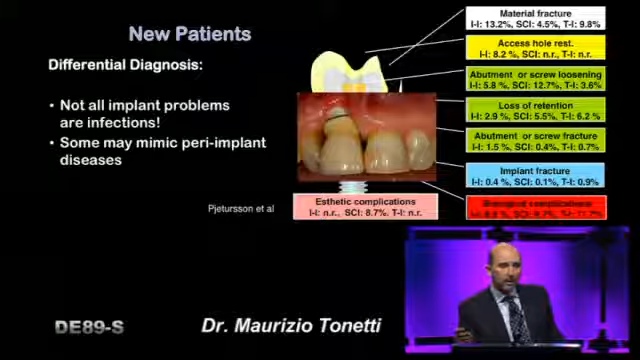 New Patients
Differential Diagnosis:
• Not all implant problems
are infections!
• Some may mimic peri-implant
diseases
Pjetursson et al
Material fracture
I-I: 13.2%, SCI: 4.5%, T-I: 9.8%
Access hole rest.
I-I: 8.2 %, SCI: n.r., T-I: n.r.
Abutment or screw loosening
I-I: 5.8 %, SCI: 12.7%, T-I: 3.6%
Loss of retention
I-I: 2.9 %, SCI: 5.5%, T-I: 6.2 %
Abutment or screw fracture
I-I: 1.5 %, SCI: 0.4%, T-I: 0.7%
Implant fracture
I-I: 0.4 %, SCI: 0.1%, T-I: 0.9%
Esthetic complications
I-I: n.r., SCI: 8.7%, T-I: n.r.
Biological complications
DE89-S
Dr. Maurizio Tonetti